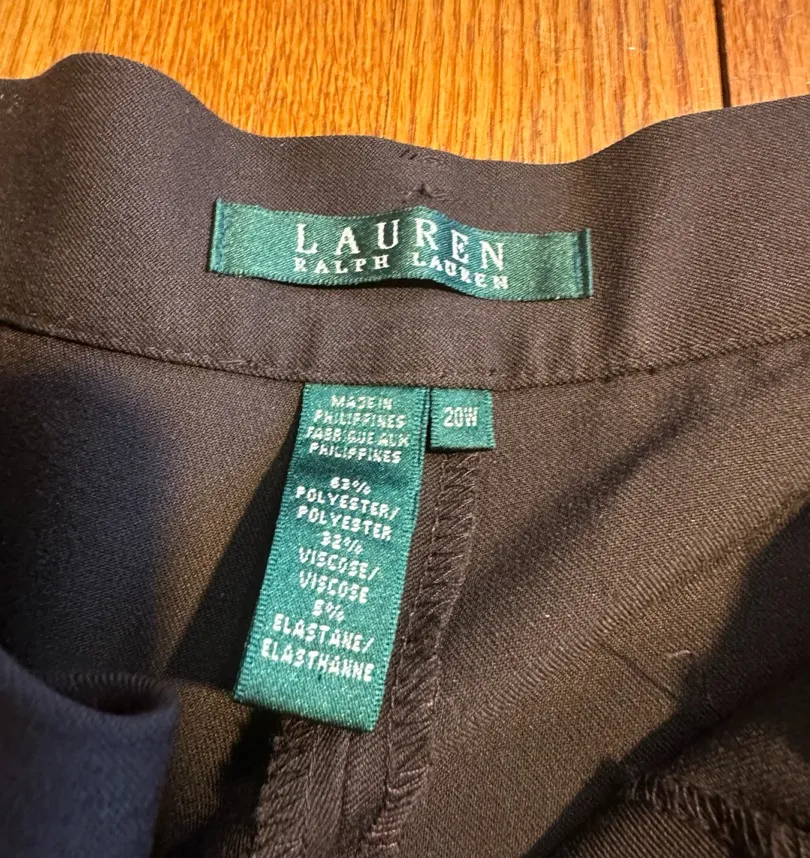 LAUREN
RALPH LAUREN
MADE IN
PHILIPPINES
FABRIQUE AUX
PHILIPPINES
20W
63%
POLYESTER/
POLYESTER
32%
VISCOSE/
VISCOSE
5%
ELASTANE/
ELASTHANNE